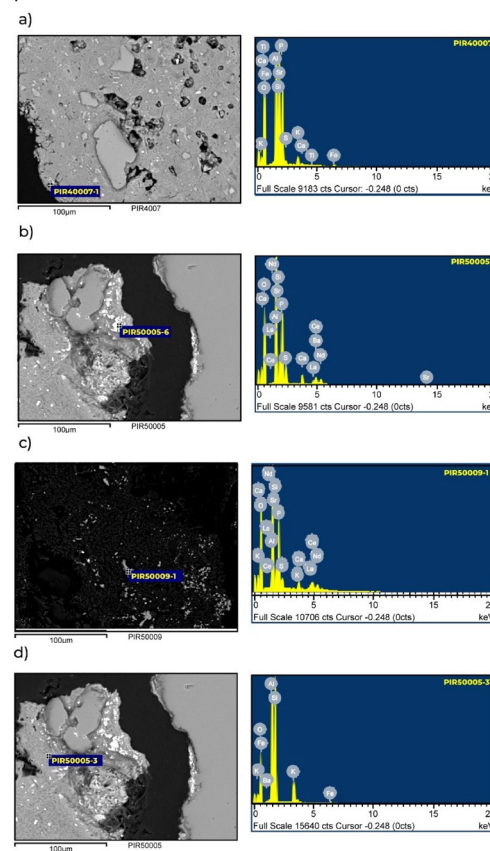 a)
PIR40007-1
100µm
PIR4007
PIR40007
Ti
P
Ca
Al
Fe
Sr
O
Si
K
S
K
Ca
Ti
Fe
0 5 10 15
Full Scale 9183 cts Cursor: -0.248 (0 cts)
b)
PIR50005-6
100µm
PIR50005
PIR50005
Nd
S
O
Sr
Ca
P
Al
La
Ce
Ba
Ce
S
Ca
Nd
La
Sr
0 5 10 15
Full Scale 9581 cts Cursor -0.248 (0cts)
c)
PIR50009-1
100µm
PIR50009
PIR50009-1
Nd
Ca
Si
Sr
O
P
La
Al
Ce
K
Ce
S
Ca
Nd
La
K
0 5 10 15
Full Scale 10706 cts Cursor -0.248 (0cts)
keV
d)
PIR50005-3
100µm
PIR50005
PIR50005-3
Al
Si
O
Fe
K
Ba
K
Fe
0 5 10 15
Full Scale 15640 cts Cursor -0.248 (0cts)